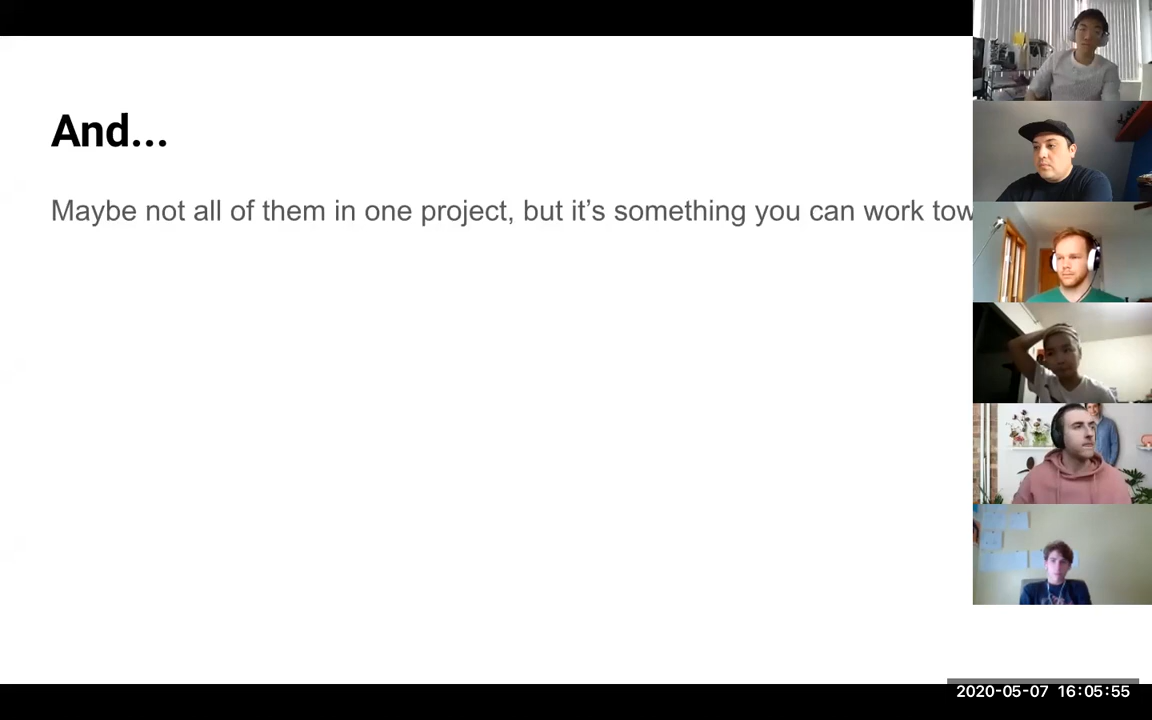 And...
Maybe not all of them in one project, but it's something you can work tow
2020-05-07 16:05:55